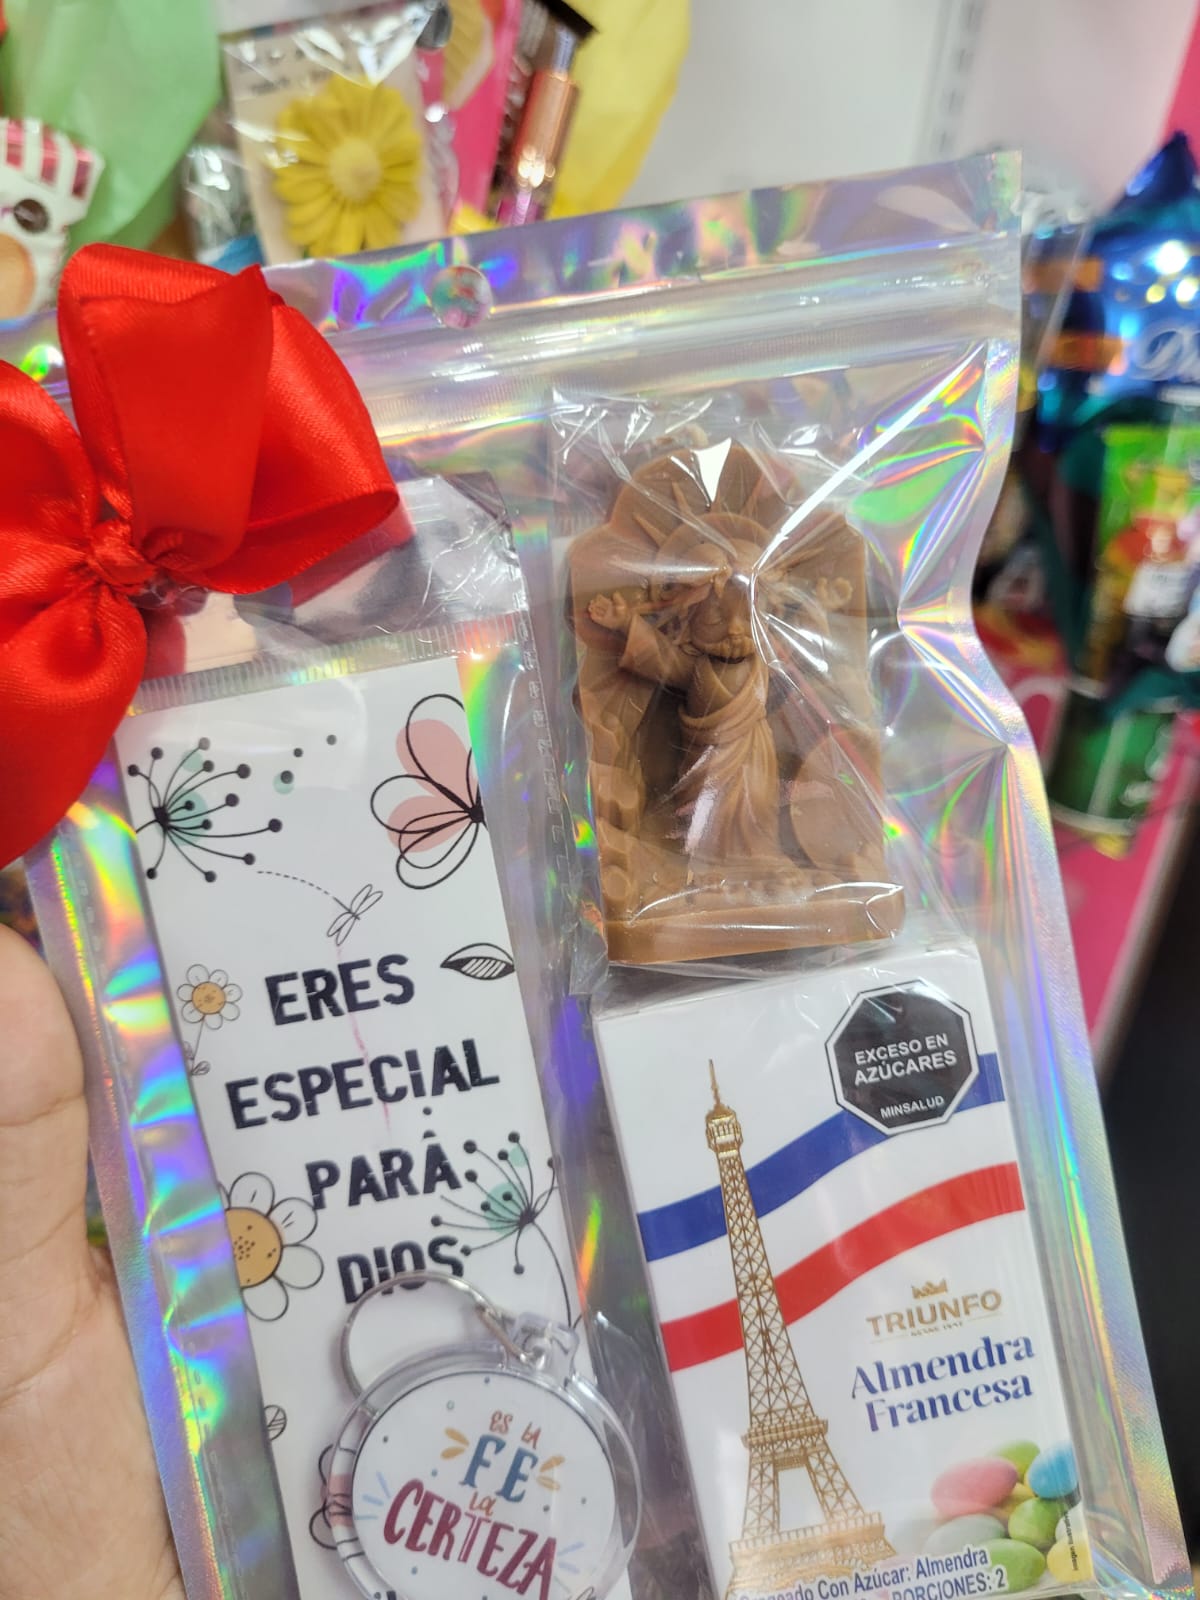 ERES
ESPECIAL
PARA
DIOS
ES LA
FE
LA
CERTEZA
EXCESO EN
AZÚCARES
MINSALUD
TRIUNFO
Almendra
Francesa
Con Azúcar: Almendra
PORCIONES: 2